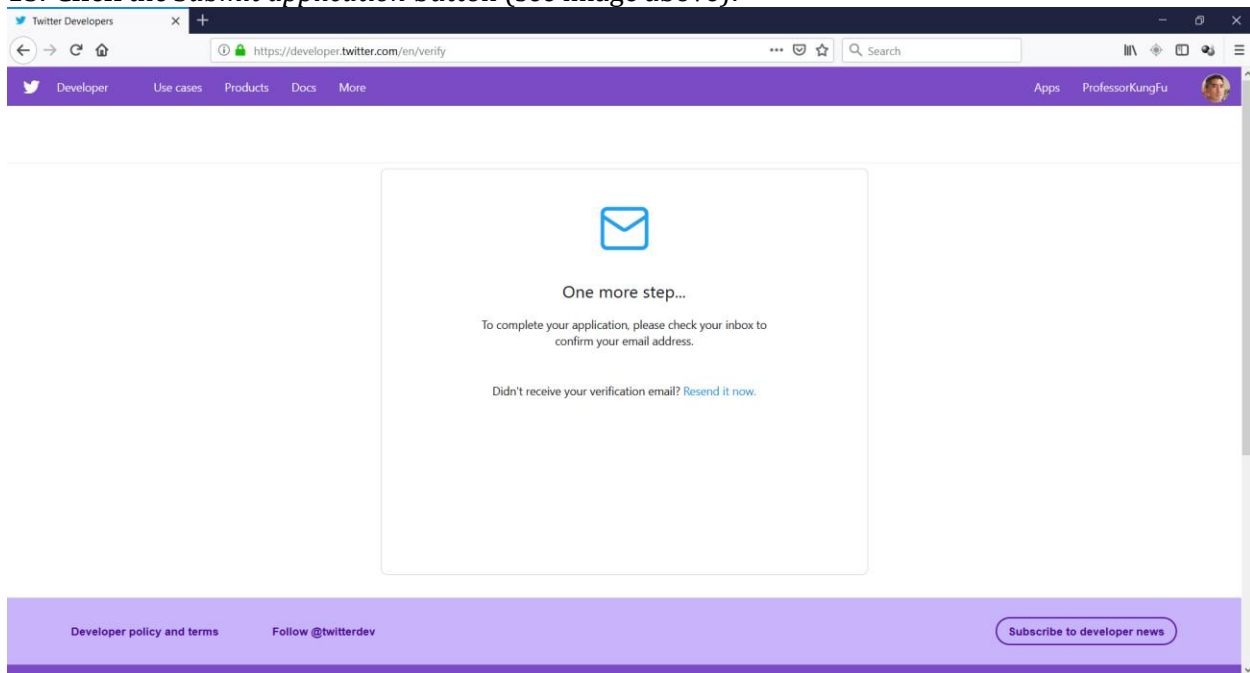 Click the Submit application button (see image above).
Twitter Developers
https://developer.twitter.com/en/verify
Search
Developer Use cases Products Docs More Apps ProfessorKungFu
One more step...
To complete your application, please check your inbox to
confirm your email address.
Didn't receive your verification email? Resend it now.
Developer policy and terms Follow @twitterdev Subscribe to developer news